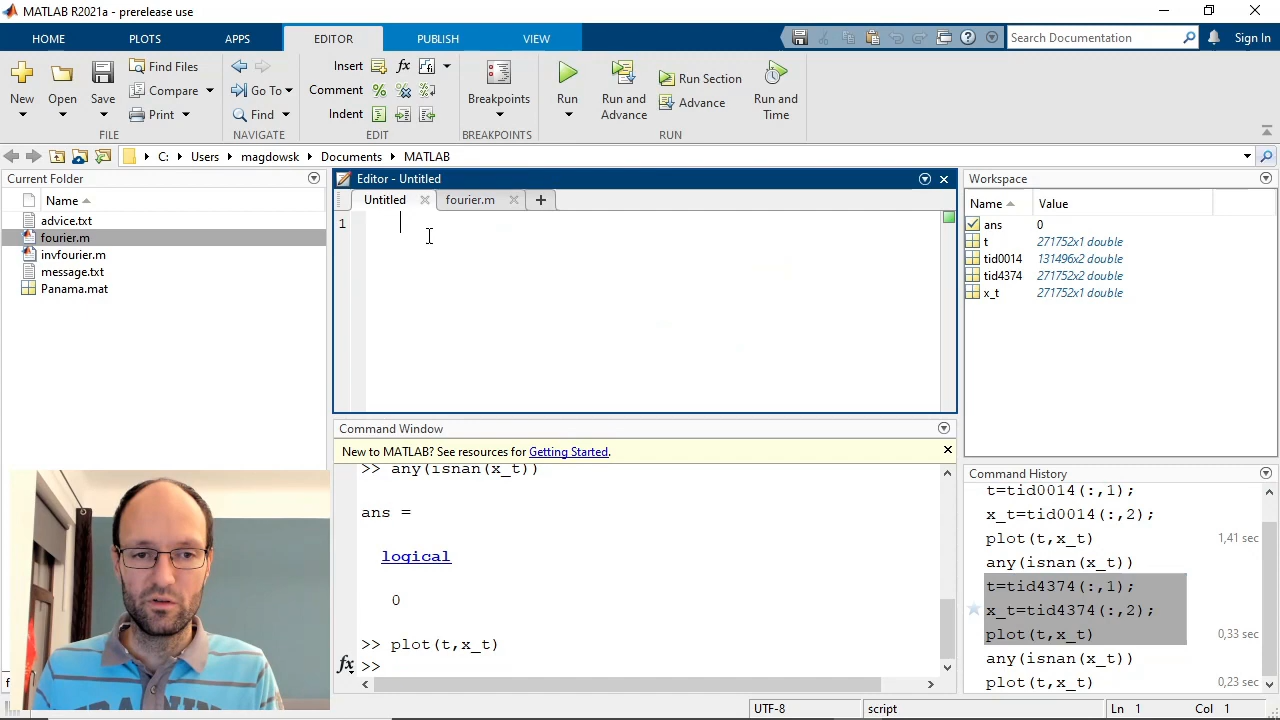 MATLAB R2021a - prerelease use
HOME PLOTS APPS EDITOR PUBLISH VIEW Search Documentation Sign In
New Open Save Find Files Compare Print
FILE
Go To Find
NAVIGATE
Insert fx
Comment
Indent
EDIT
Breakpoints
BREAKPOINTS
Run Run and Advance Run Section Advance Run and Time
RUN
C: Users magdowsk Documents MATLAB
Current Folder
Name
advice.txt
fourier.m
invfourier.m
message.txt
Panama.mat
Editor - Untitled
Untitled fourier.m
1
Command Window
New to MATLAB? See resources for Getting Started.
>> any(isnan(x_t))
ans =
logical
0
>> plot(t,x_t)
fx >>
Workspace
Name Value
ans 0
t 271752x1 double
tid0014 131496x2 double
tid4374 271752x2 double
x_t 271752x1 double
Command History
t=tid0014(:,1);
x_t=tid0014(:,2);
plot(t,x_t) 1,41 sec
any(isnan(x_t))
t=tid4374(:,1);
x_t=tid4374(:,2);
plot(t,x_t) 0,33 sec
any(isnan(x_t))
plot(t,x_t) 0,23 sec
UTF-8 script Ln 1 Col 1